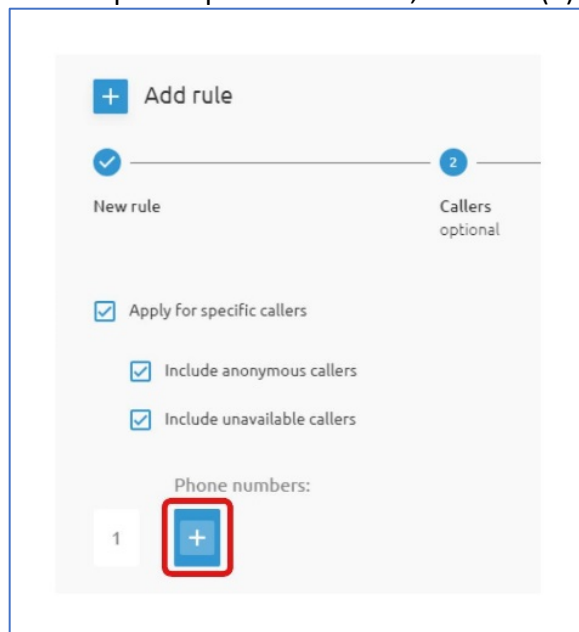 + Add rule
2
New rule
Callers
optional
Apply for specific callers
Include anonymous callers
Include unavailable callers
Phone numbers:
1 +